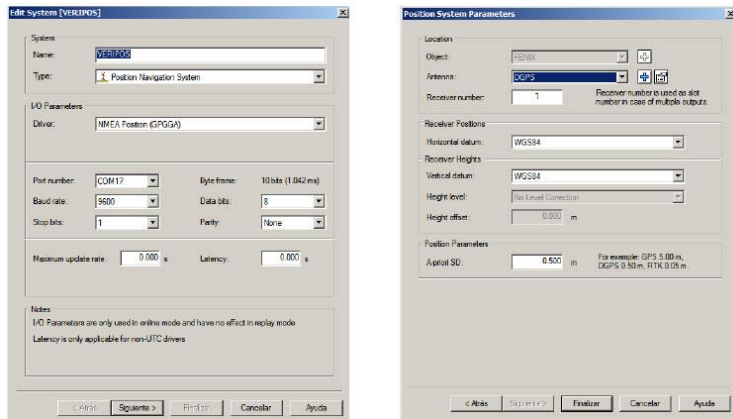 Edit System [VERIPOS]
System
Name:
VERIPOS
Type:
Position Navigation System
I/O Parameters
Driver:
NMEA Position (GPGGA)
Port number:
COM17
Byte frame:
10 bits (1.042 ms)
Baud rate:
9600
Data bits:
8
Stop bits:
1
Parity:
None
Maximum update rate:
0.000 s
Latency:
0.000 s
Notes
I/O Parameters are only used in online mode and have no effect in replay mode
Latency is only applicable for non-UTC drivers
< Atrás
Siguiente >
Finalizar
Cancelar
Ayuda
Position System Parameters
Location
Object:
FENIX
Antenna:
DGPS
Receiver number:
1
Receiver number is used as slot
number in case of multiple outputs.
Receiver Positions
Horizontal datum:
WGS84
Receiver Heights
Vertical datum:
WGS84
Height level:
No Level Correction
Height offset:
0.000 m
Position Parameters
A-priori SD:
0.500 m
For example: GPS 5.00 m,
DGPS 0.50 m, RTK 0.05 m.
< Atrás
Siguiente >
Finalizar
Cancelar
Ayuda